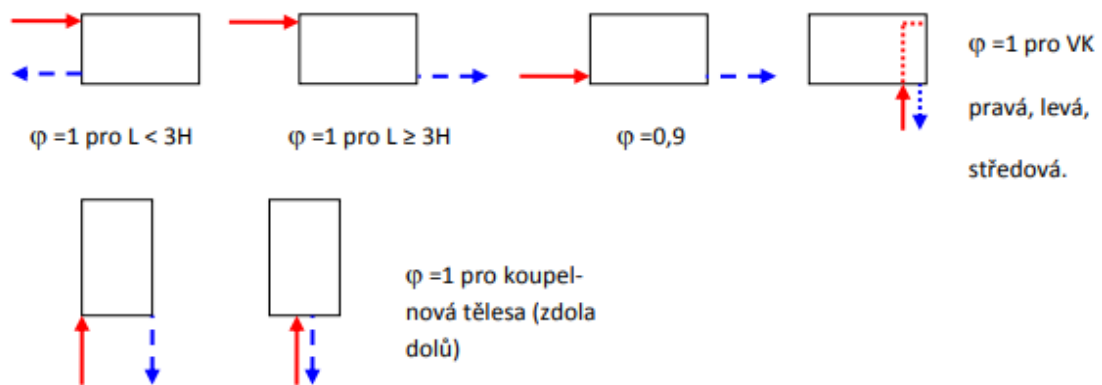 φ =1 pro L < 3H
φ =1 pro L ≥ 3H
φ=0,9
φ =1 pro VK
pravá, levá,
středová.
φ =1 pro koupel-
nová tělesa (zdola
dolů)